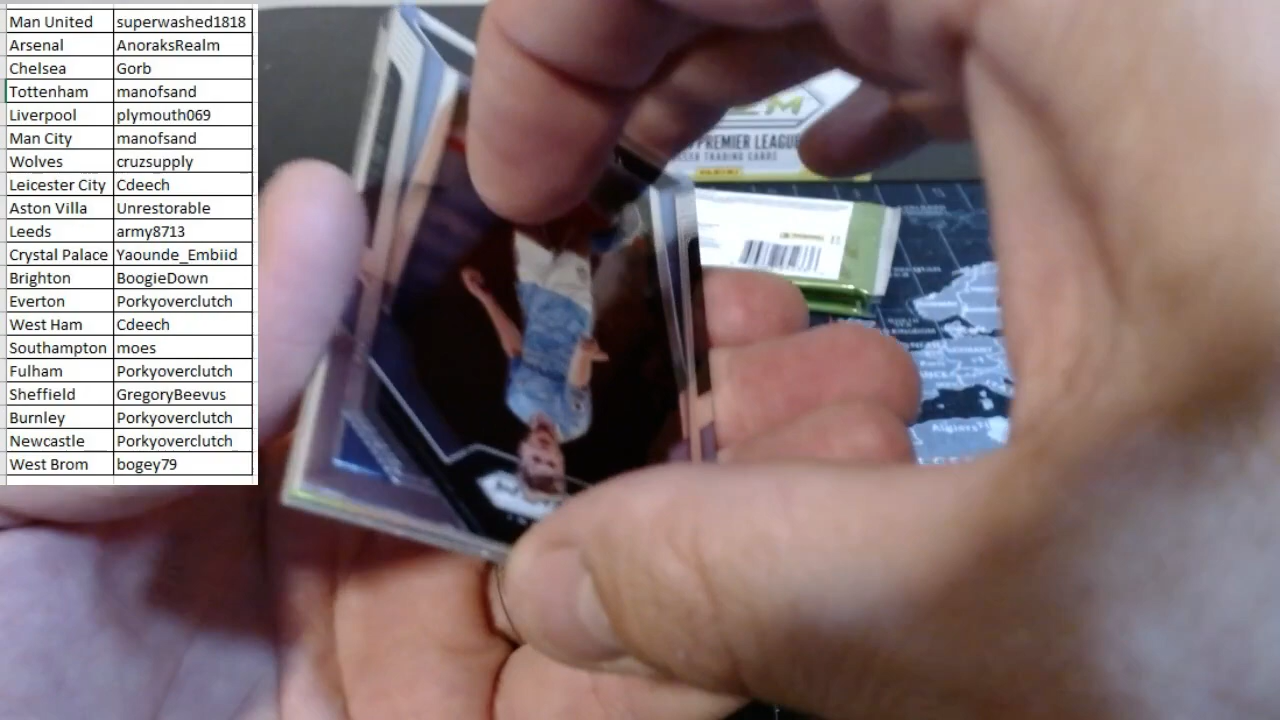 Man United superwashed1818
Arsenal AnoraksRealm
Chelsea Gorb
Tottenham manofsand
Liverpool plymouth069
Man City manofsand
Wolves cruzsupply
Leicester City Cdeech
Aston Villa Unrestorable
Leeds army8713
Crystal Palace Yaounde_Embiid
Brighton BoogieDown
Everton Porkyoverclutch
West Ham Cdeech
Southampton moes
Fulham Porkyoverclutch
Sheffield GregoryBeevus
Burnley Porkyoverclutch
Newcastle Porkyoverclutch
West Brom bogey79
PREMIER LEAGUE
TRADING CARDS